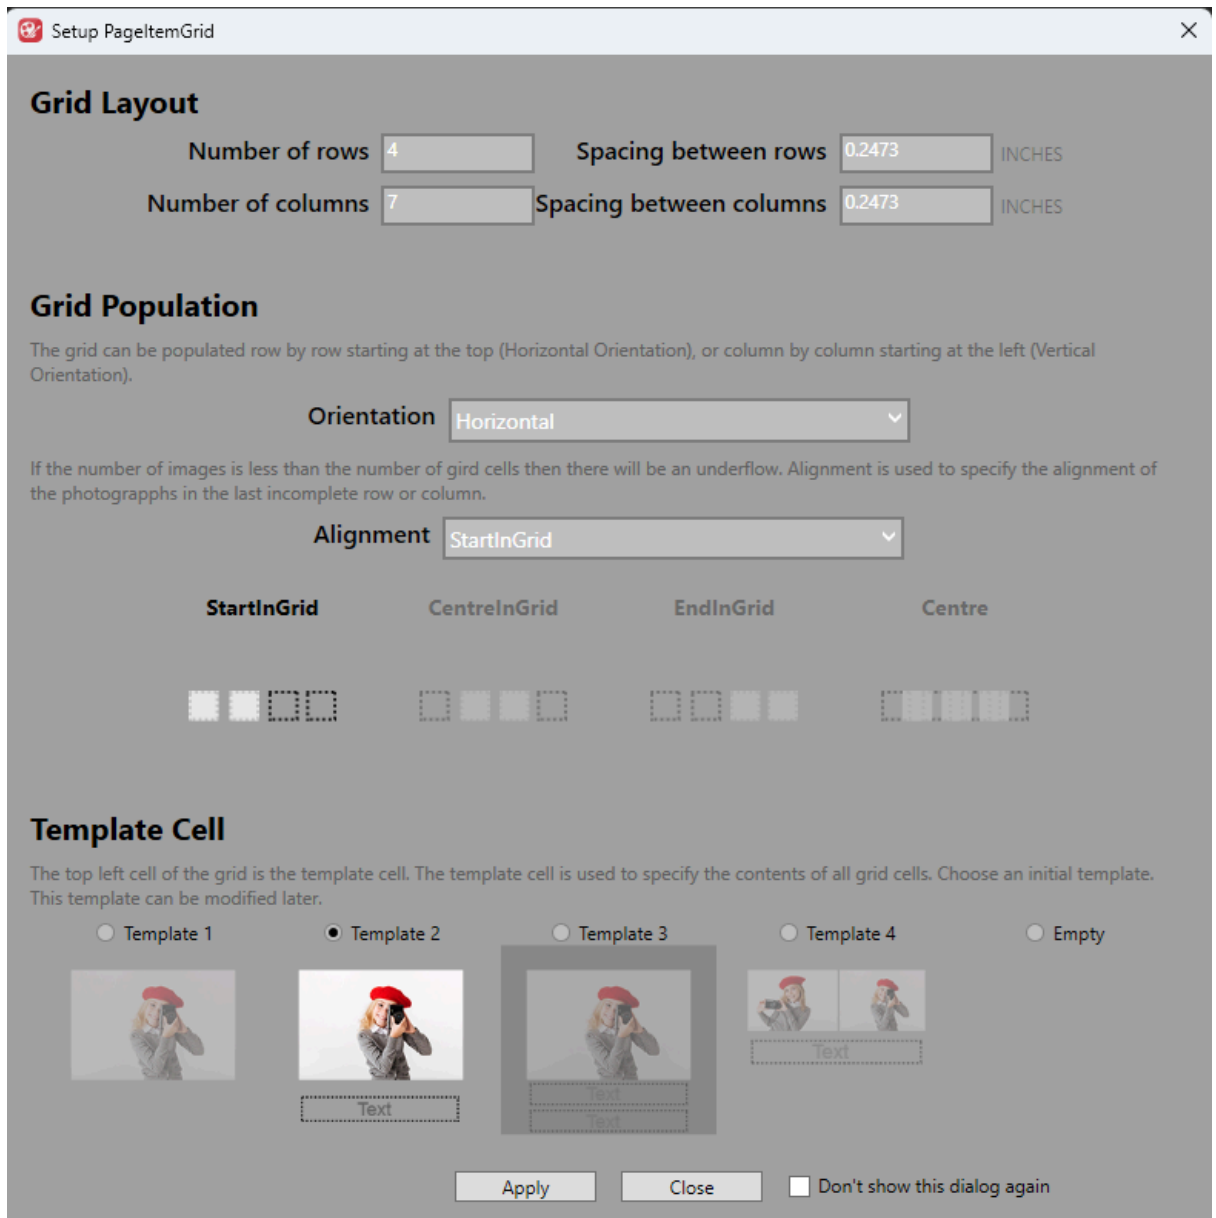 Setup PageItemGrid
Grid Layout
Number of rows 4 Spacing between rows 0.2473 INCHES
Number of columns 7 Spacing between columns 0.2473 INCHES
Grid Population
The grid can be populated row by row starting at the top (Horizontal Orientation), or column by column starting at the left (Vertical
Orientation).
Orientation Horizontal
If the number of images is less than the number of gird cells then there will be an underflow. Alignment is used to specify the alignment of
the photograpphs in the last incomplete row or column.
Alignment StartInGrid
StartInGrid CentreInGrid EndInGrid Centre
Template Cell
The top left cell of the grid is the template cell. The template cell is used to specify the contents of all grid cells. Choose an initial template.
This template can be modified later.
Template 1 Template 2 Template 3 Template 4 Empty
Text
Text
Text
Text
Apply Close Don't show this dialog again